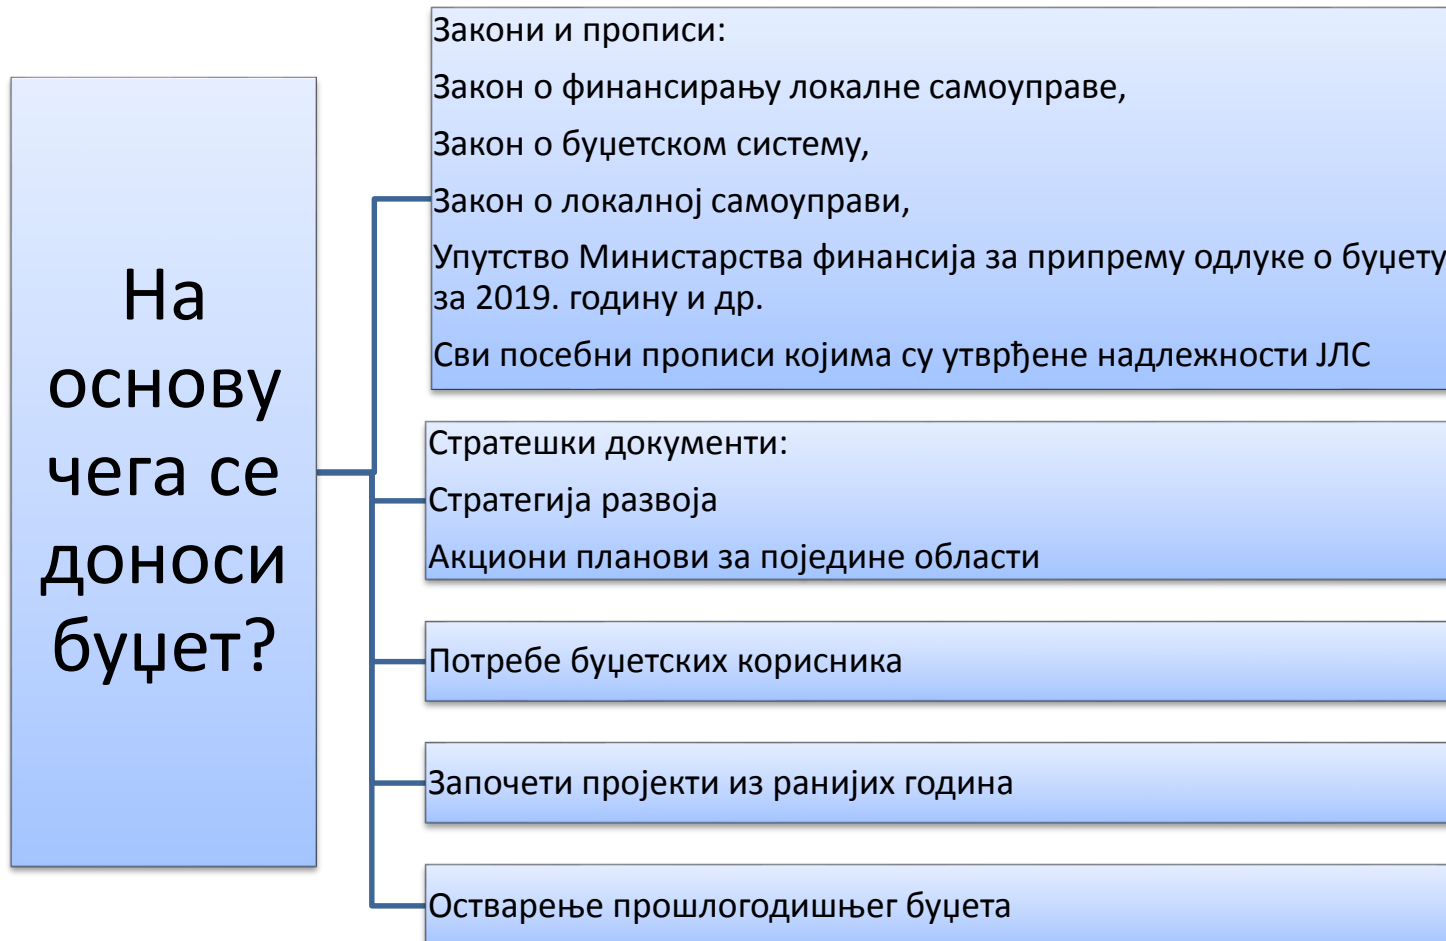 На
основу
чега се
доноси
буџет?
Закони и прописи:
Закон о финансирању локалне самоуправе,
Закон о буџетском систему,
Закон о локалној самоуправи,
Упутство Министарства финансија за припрему одлуке о буџету
за 2019. годину и др.
Сви посебни прописи којима су утврђене надлежности ЈЛС
Стратешки документи:
Стратегија развоја
Акциони планови за поједине области
Потребе буџетских корисника
Започети пројекти из ранијих година
Остварење прошлогодишњег буџета